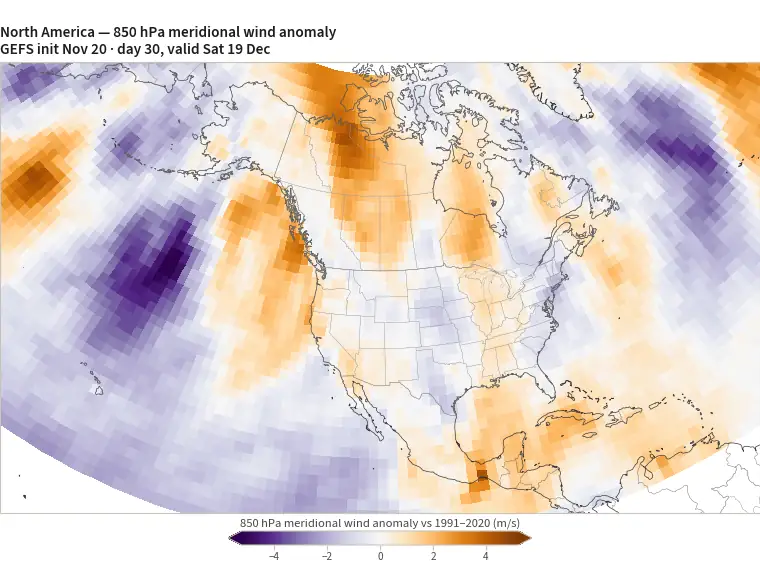 North America — 850 hPa meridional wind anomaly
GEFS init Nov 20 · day 30, valid Sat 19 Dec
850 hPa meridional wind anomaly vs 1991–2020 (m/s)
−4 −2 0 2 4